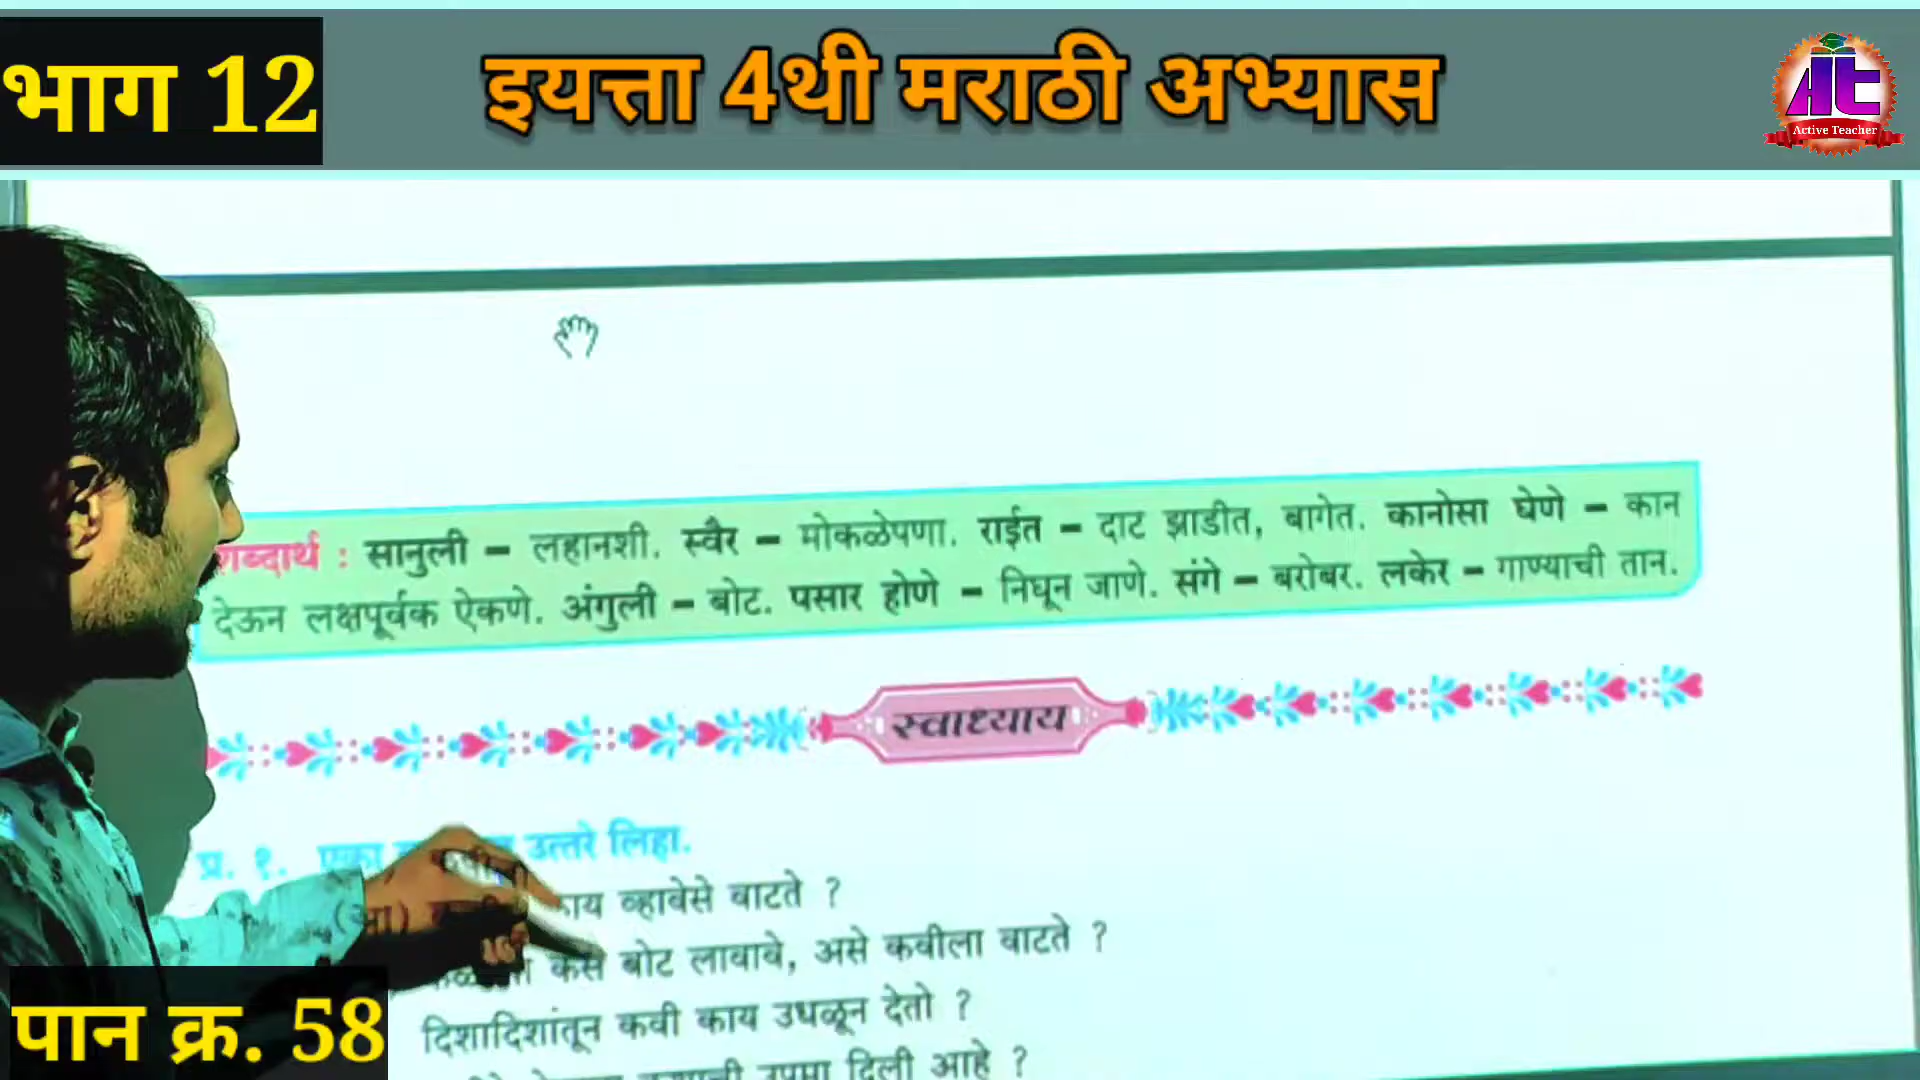 भाग 12
इयत्ता 4थी मराठी अभ्यास
Active Teacher
शब्दार्थ : सानुली – लहानशी. स्वैर – मोकळेपणा. राईत – दाट झाडीत, बागेत. कानोसा घेणे – कान
देऊन लक्षपूर्वक ऐकणे. अंगुली – बोट. पसार होणे – निघून जाणे. संगे – बरोबर. लकेर – गाण्याची तान.
स्वाध्याय
प्र. १. एका उत्तरे लिहा.
(आ) काय व्हावेसे वाटते ?
कसे बोट लावावे, असे कवीला वाटते ?
दिशादिशांतून कवी काय उधळून देतो ?
उपमा दिली आहे ?
पान क्र. 58